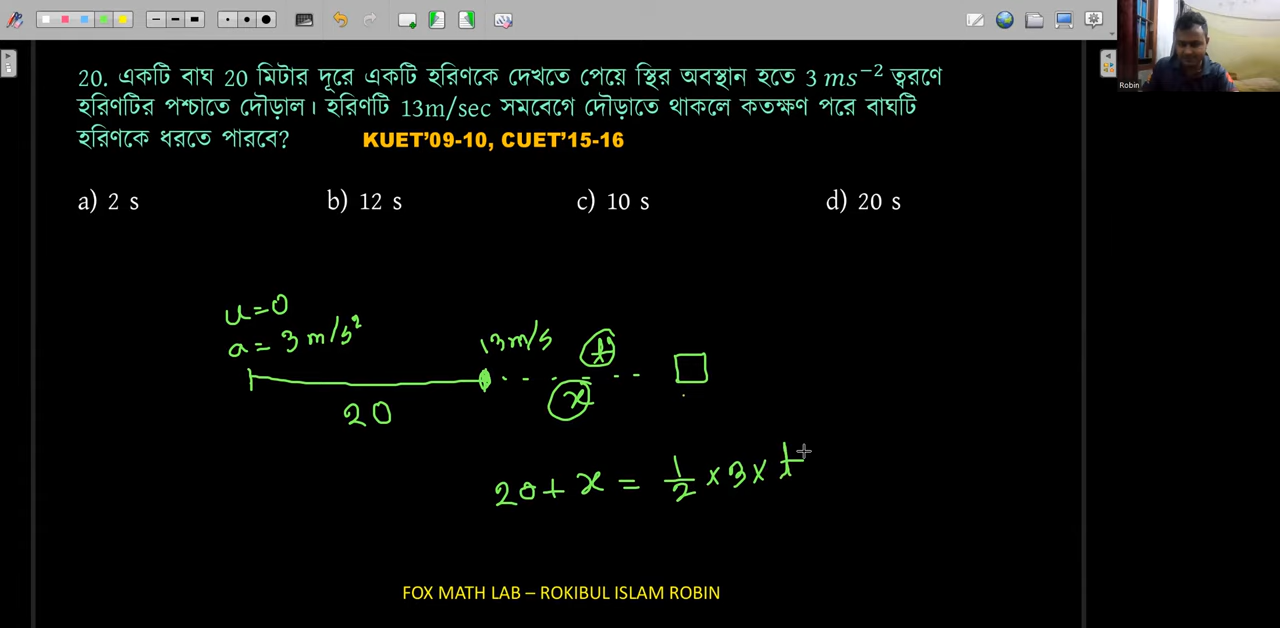 Robin
20. একটি বাঘ 20 মিটার দূরে একটি হরিণকে দেখতে পেয়ে স্থির অবস্থান হতে 3 ms⁻² ত্বরণে
হরিণটির পশ্চাতে দৌড়াল। হরিণটি 13m/sec সমবেগে দৌড়াতে থাকলে কতক্ষণ পরে বাঘটি
হরিণকে ধরতে পারবে? KUET’09-10, CUET’15-16
a) 2 s b) 12 s c) 10 s d) 20 s
u=0
a= 3 m/s²
13m/s t
x
20
20+x = 1/2 × 3 × t
FOX MATH LAB – ROKIBUL ISLAM ROBIN